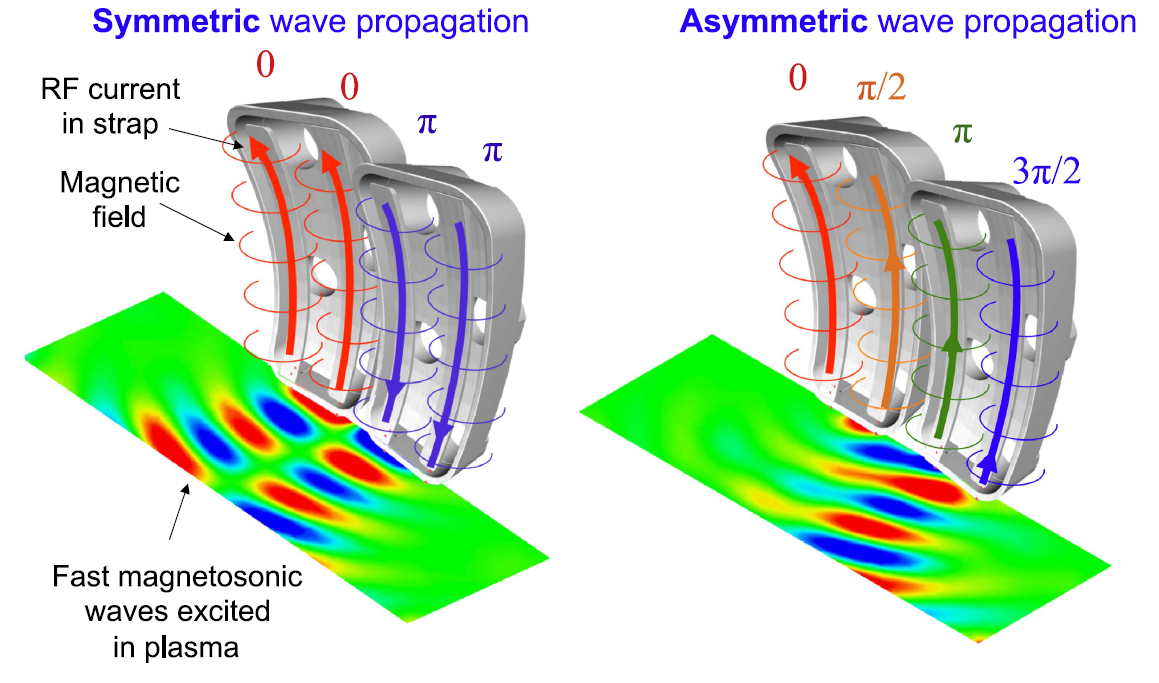 Symmetric wave propagation
0
0
π
π
RF current
in strap
Magnetic
field
Fast magnetosonic
waves excited
in plasma
Asymmetric wave propagation
0
π/2
π
3π/2